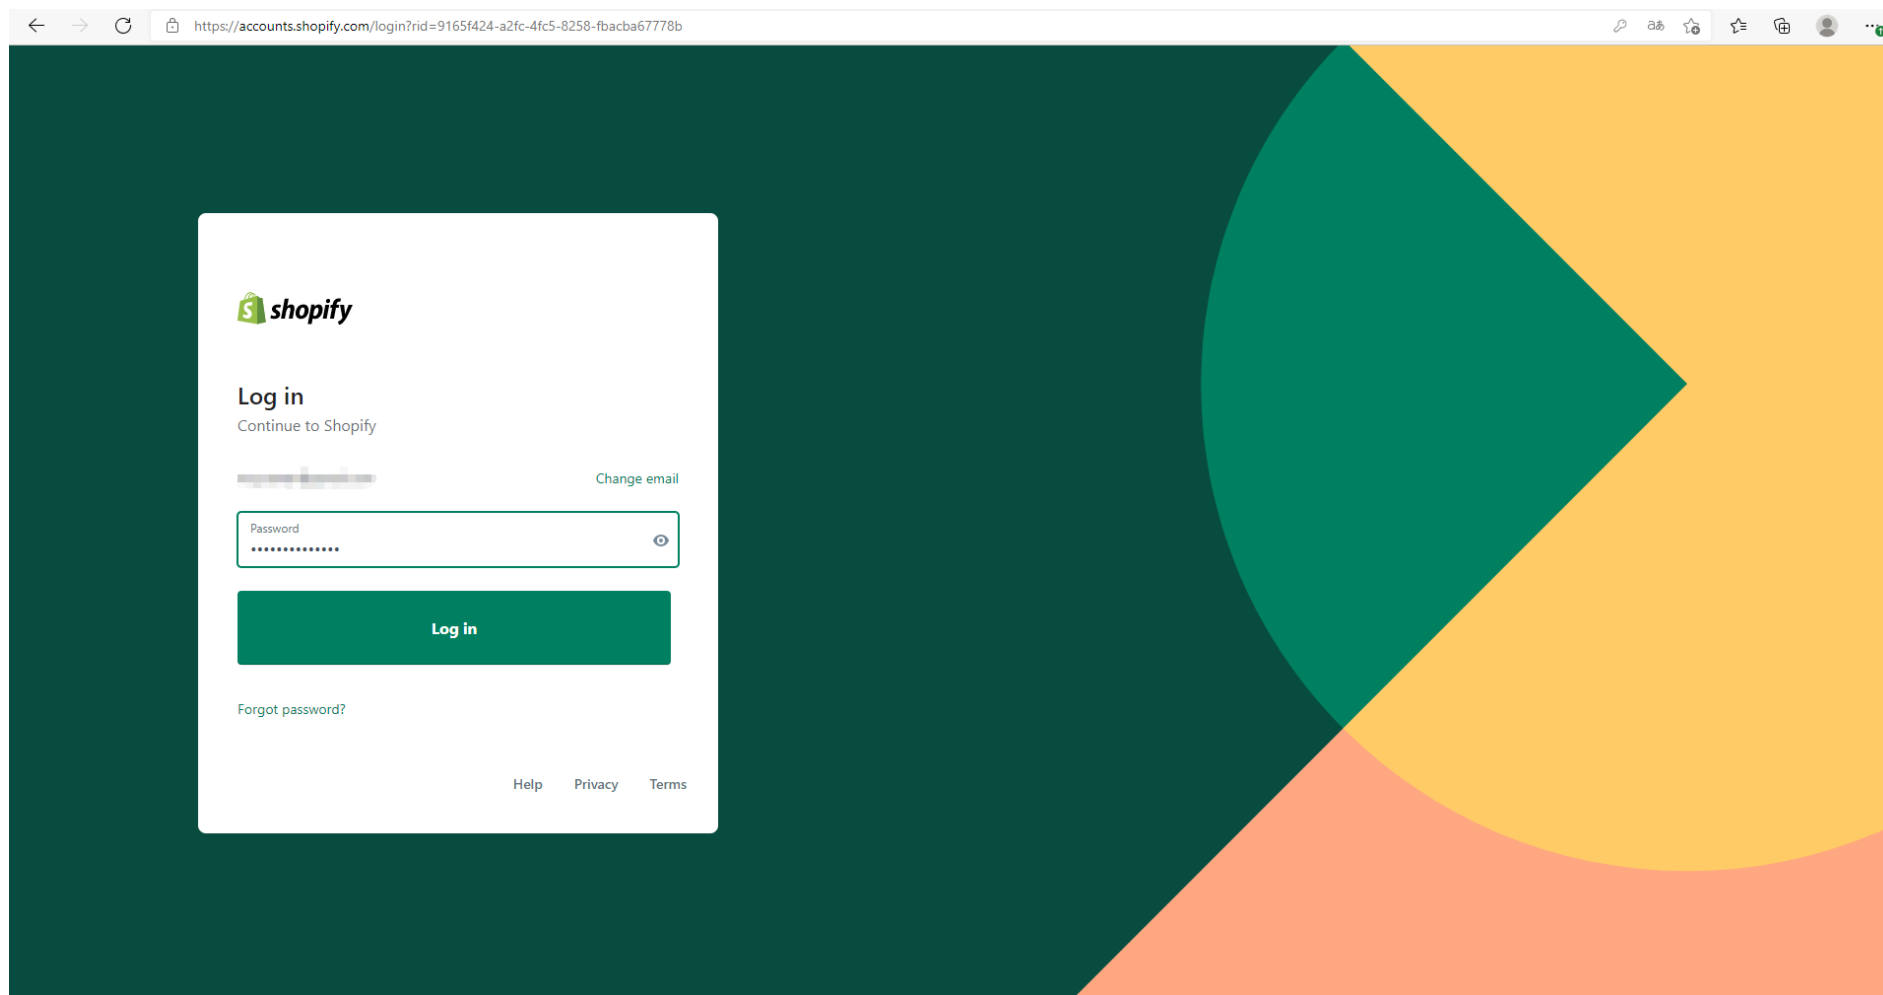 https://accounts.shopify.com/login?rid=9165f424-a2fc-4fc5-8258-fbacba67778b
shopify
Log in
Continue to Shopify
Change email
Password
••••••••••••••
Log in
Forgot password?
Help Privacy Terms